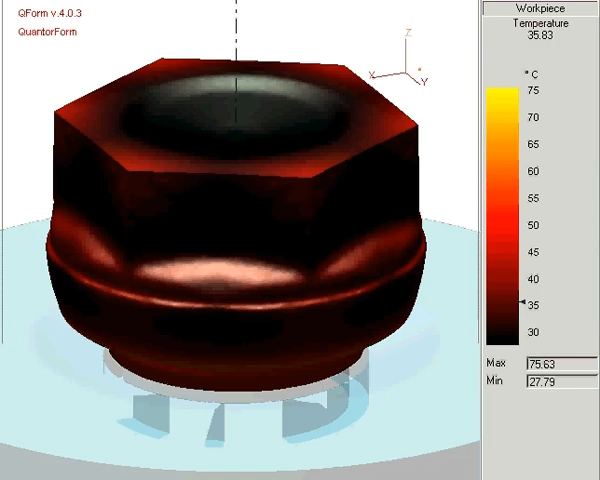 QForm v.4.0.3
QuantorForm
Z
X
Y
Workpiece
Temperature
35.83
° C
75
70
65
60
55
50
45
40
35
30
Max 75.63
Min 27.79